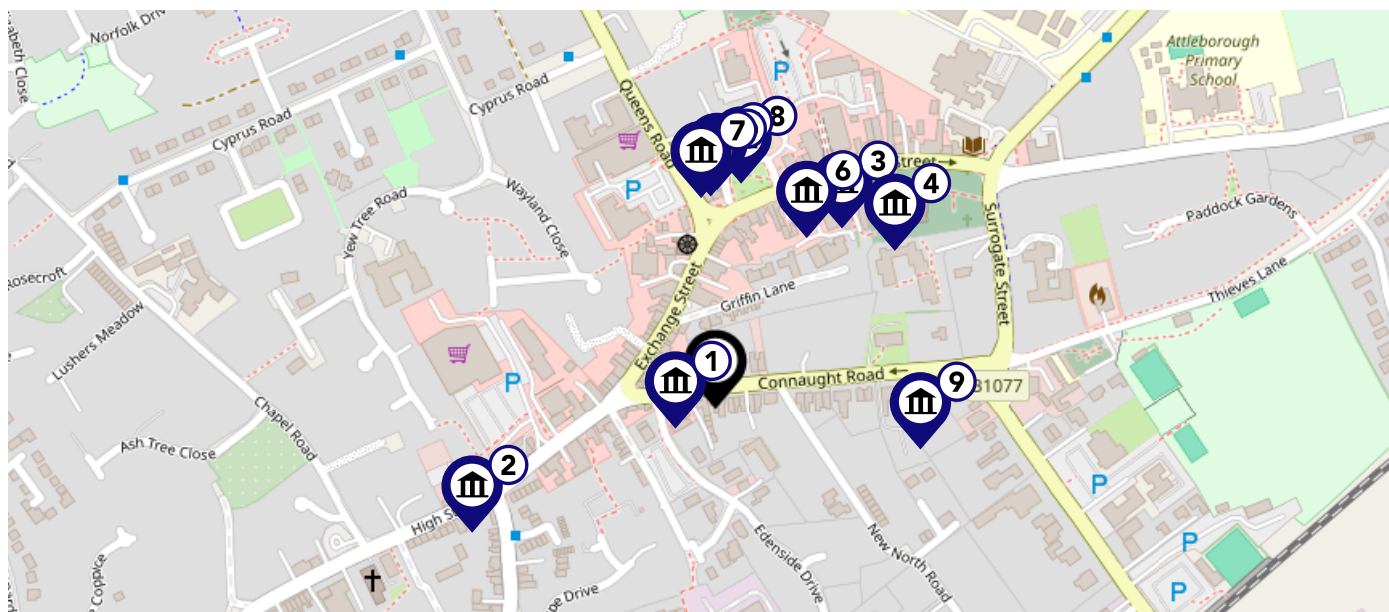 Norfolk
Close
Cyprus Road
Cyprus Road
Queens Road
P
P
Attleborough
Primary
School
8
7
6
3
4
Street
Wayland Close
Yew Tree Road
Rosecroft
Lushers Meadow
Surrogate Street
Paddock Gardens
Thieves Lane
Griffin Lane
Exchange Street
1
Connaught Road
9
B1077
P
Chapel Road
Ash Tree Close
2
High
P
Edenside Drive
New North Road
Coppice
Drive
P
P